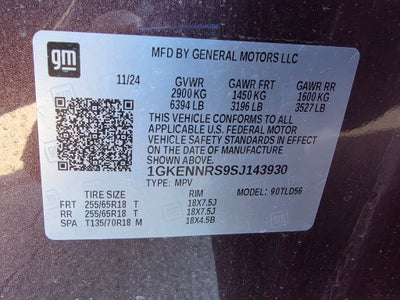 gm
MFD BY GENERAL MOTORS LLC
11/24 GVWR GAWR FRT GAWR RR
2900 KG 1450 KG 1600 KG
6394 LB 3196 LB 3527 LB
THIS VEHICLE CONFORMS TO ALL
APPLICABLE U.S. FEDERAL MOTOR
VEHICLE SAFETY STANDARDS IN EFFECT
ON THE DATE OF MANUFACTURE
SHOWN ABOVE.
1GKENNRS9SJ143930
TYPE: MPV MODEL: 90TLO56
TIRE SIZE RIM
FRT 255/65R18 T 18X7.5J
RR 255/65R18 T 18X7.5J
SPA T135/70R18 M 18X4.5B